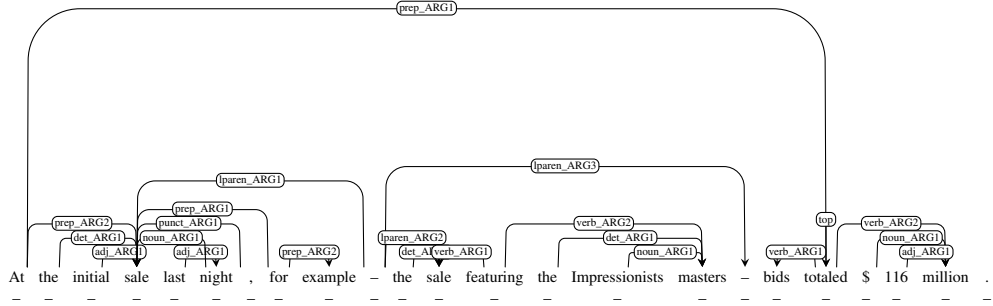 prep_ARG1
lparen_ARG3
lparen_ARG1
prep_ARG1
prep_ARG2 punct_ARG1 verb_ARG2 top verb_ARG2
det_ARG1 noun_ARG1 lparen_ARG2 det_ARG1 noun_ARG1
adj_ARG1 adj_ARG1 prep_ARG2 verb_ARG1 noun_ARG1 verb_ARG1 adj_ARG1
At the initial sale last night , for example – the sale featuring the Impressionists masters – bids totaled $ 116 million .
_ _ _ _ _ _ _ _ _ _ _ _ _ _ _ _ _ _ _ _ _ _ _